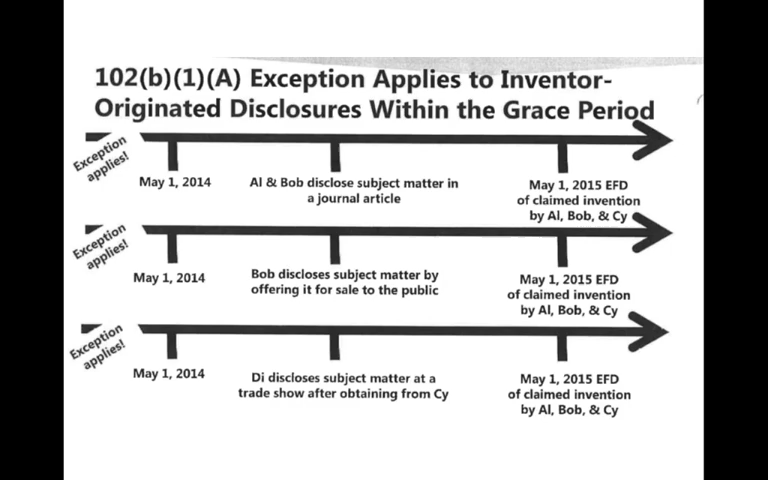 102(b)(1)(A) Exception Applies to Inventor-
Originated Disclosures Within the Grace Period
Exception
applies!
May 1, 2014
Al & Bob disclose subject matter in
a journal article
May 1, 2015 EFD
of claimed invention
by Al, Bob, & Cy
Exception
applies!
May 1, 2014
Bob discloses subject matter by
offering it for sale to the public
May 1, 2015 EFD
of claimed invention
by Al, Bob, & Cy
Exception
applies!
May 1, 2014
Di discloses subject matter at a
trade show after obtaining from Cy
May 1, 2015 EFD
of claimed invention
by Al, Bob, & Cy